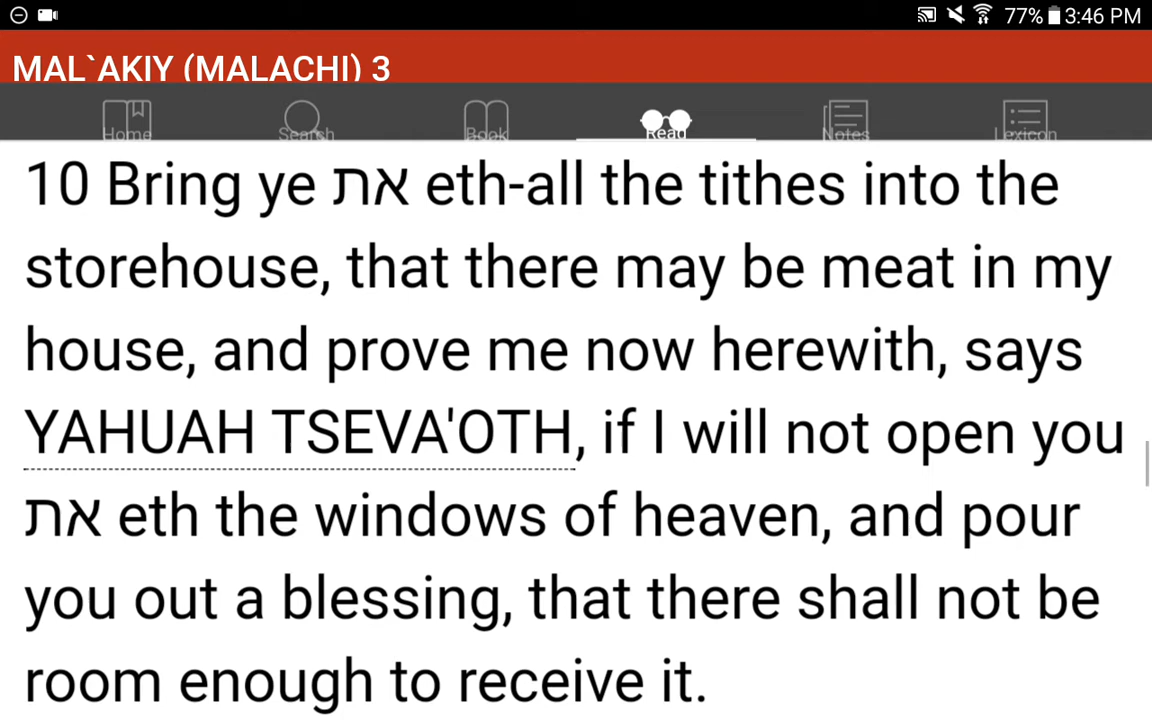 77% 3:46 PM
MAL`AKIY (MALACHI) 3
Home Search Book Read Notes Lexicon
10 Bring ye את eth-all the tithes into the
storehouse, that there may be meat in my
house, and prove me now herewith, says
YAHUAH TSEVA'OTH, if I will not open you
את eth the windows of heaven, and pour
you out a blessing, that there shall not be
room enough to receive it.